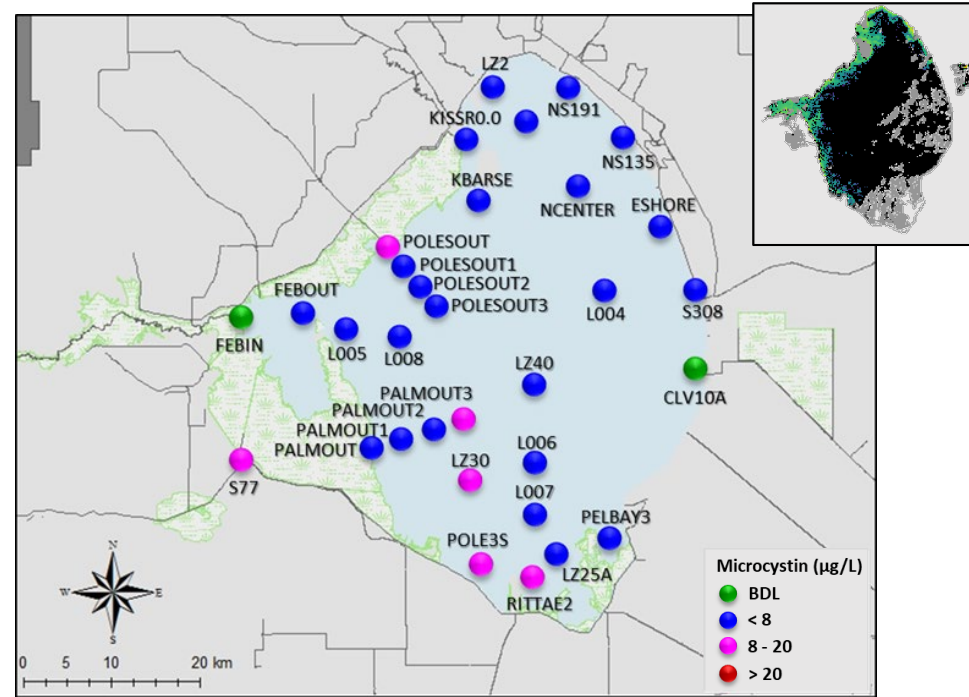 LZ2
NS191
KISSR0.0
NS135
KBARSE
NCENTER
ESHORE
POLESOUT
POLESOUT1
POLESOUT2
POLESOUT3
FEBOUT
FEBIN
L005
L008
L004
S308
CLV10A
LZ40
PALMOUT3
PALMOUT2
PALMOUT1
PALMOUT
S77
LZ30
L006
L007
PELBAY3
POLE3S
LZ25A
RITTAE2
N
W
E
S
0 5 10 20 km
Microcystin (µg/L)
BDL
< 8
8 - 20
> 20